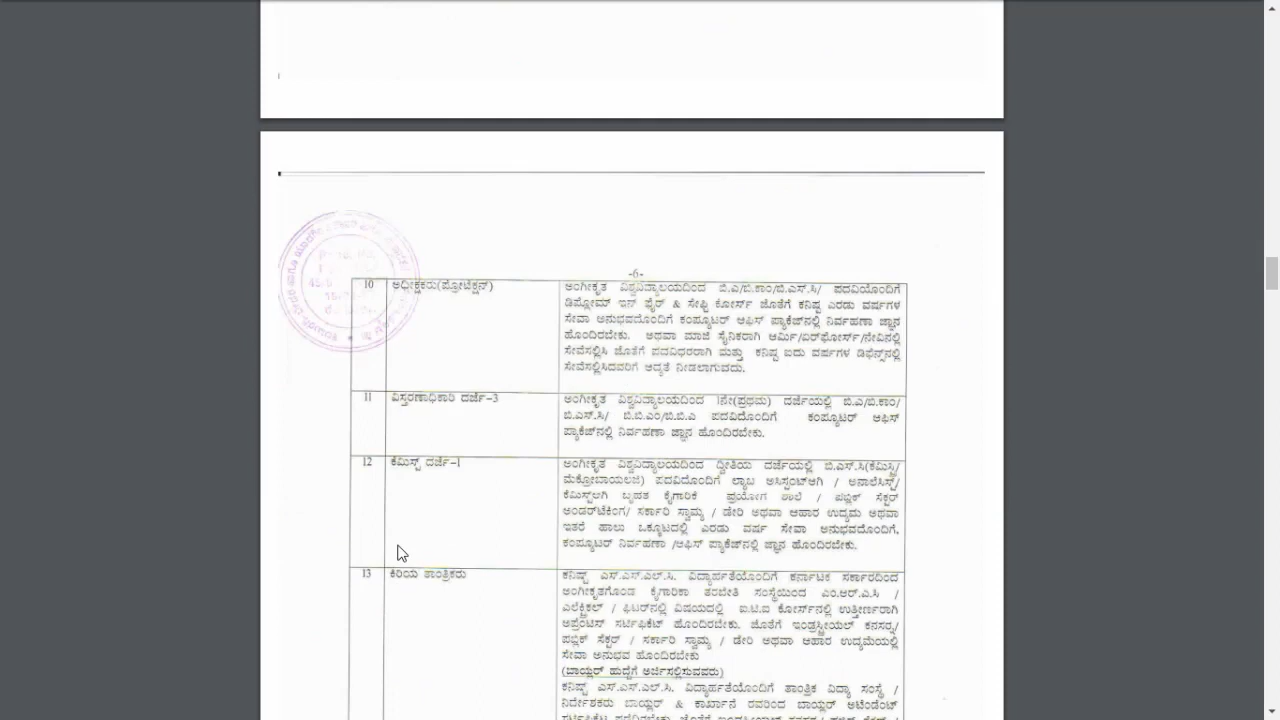 -6-
10 ಅಧೀಕ್ಷಕರು(ಪ್ರೋಟೆಕ್ಷನ್) ಅಂಗೀಕೃತ ವಿಶ್ವವಿದ್ಯಾಲಯದಿಂದ ಬಿ.ಎ/ಬಿ.ಕಾಂ/ಬಿ.ಎಸ್.ಸಿ/ ಪದವಿಯೊಂದಿಗೆ
ಡಿಪ್ಲೋಮ್ ಇನ್ ಫೈರ್ & ಸೇಫ್ಟಿ ಕೋರ್ಸ್ ಜೊತೆಗೆ ಕನಿಷ್ಟ ಎರಡು ವರ್ಷಗಳ
ಸೇವಾ ಅನುಭವದೊಂದಿಗೆ ಕಂಪ್ಯೂಟರ್ ಆಫಿಸ್ ಪ್ಯಾಕೇಜ್‌ನಲ್ಲಿ ನಿರ್ವಹಣಾ ಜ್ಞಾನ
ಹೊಂದಿರಬೇಕು. ಅಥವಾ ಮಾಜಿ ಸೈನಿಕರಾಗಿ ಆರ್ಮಿ/ಏರ್‌ಫೋರ್ಸ್/ನೇವಿನಲ್ಲಿ
ಸೇವೆಸಲ್ಲಿಸಿ ಜೊತೆಗೆ ಪದವಿಧರರಾಗಿ ಮತ್ತು ಕನಿಷ್ಟ ಐದು ವರ್ಷಗಳ ಡಿಫೆನ್ಸ್‌ನಲ್ಲಿ
ಸೇವೆಸಲ್ಲಿಸಿದವರಿಗೆ ಆದ್ಯತೆ ನೀಡಲಾಗುವದು.
11 ವಿಸ್ತರಣಾಧಿಕಾರಿ ದರ್ಜೆ-3 ಅಂಗೀಕೃತ ವಿಶ್ವವಿದ್ಯಾಲಯದಿಂದ 1ನೇ(ಪ್ರಥಮ) ದರ್ಜೆಯಲ್ಲಿ ಬಿ.ಎ/ಬಿ.ಕಾಂ/
ಬಿ.ಎಸ್.ಸಿ/ ಬಿ.ಬಿ.ಎಂ/ಬಿ.ಬಿ.ಎ ಪದವಿದೊಂದಿಗೆ ಕಂಪ್ಯೂಟರ್ ಆಫಿಸ್
ಪ್ಯಾಕೇಜ್‌ನಲ್ಲಿ ನಿರ್ವಹಣಾ ಜ್ಞಾನ ಹೊಂದಿರಬೇಕು.
12 ಕೆಮಿಸ್ಟ್ ದರ್ಜೆ-1 ಅಂಗೀಕೃತ ವಿಶ್ವವಿದ್ಯಾಲಯದಿಂದ ದ್ವಿತೀಯ ದರ್ಜೆಯಲ್ಲಿ ಬಿ.ಎಸ್.ಸಿ(ಕೆಮಿಸ್ಟ್ರಿ/
ಮೆಕ್ರೋಬಾಯಲಜಿ) ಪದವಿದೊಂದಿಗೆ ಲ್ಯಾಬ ಅಸಿಸ್ಟಂಟ್‌ಆಗಿ / ಅನಾಲೆಸಿಸ್ಟ್/
ಕೆಮಿಸ್ಟ್‌ಆಗಿ ಬೃಹತ ಕೈಗಾರಿಕೆ ಪ್ರಯೋಗ ಶಾಲೆ / ಪಬ್ಲಿಕ್ ಸೆಕ್ಟರ್
ಅಂಡರ್‌ಟೆಕಿಂಗ/ ಸರ್ಕಾರಿ ಸ್ವಾಮ್ಯ / ಡೇರಿ ಅಥವಾ ಆಹಾರ ಉದ್ಯಮ ಅಥವಾ
ಇತರೆ ಹಾಲು ಒಕ್ಕೂಟದಲ್ಲಿ ಎರಡು ವರ್ಷ ಸೇವಾ ಅನುಭವದೊಂದಿಗೆ,
ಕಂಪ್ಯೂಟರ್ ನಿರ್ವಹಣಾ /ಆಫಿಸ್ ಪ್ಯಾಕೇಜ್‌ನಲ್ಲಿ ಜ್ಞಾನ ಹೊಂದಿರಬೇಕು.
13 ಕಿರಿಯ ತಾಂತ್ರಿಕರು ಕನಿಷ್ಟ ಎಸ್.ಎಸ್.ಎಲ್.ಸಿ. ವಿದ್ಯಾರ್ಹತೆಯೊಂದಿಗೆ ಕರ್ನಾಟಕ ಸರ್ಕಾರದಿಂದ
ಅಂಗೀಕೃತಗೊಂಡ ಕೈಗಾರಿಕಾ ತರಬೇತಿ ಸಂಸ್ಥೆಯಿಂದ ಎಂ.ಆರ್.ಎ.ಸಿ /
ಎಲೆಕ್ಟ್ರಿಕಲ್ / ಫಿಟರ್‌ನಲ್ಲಿ ವಿಷಯದಲ್ಲಿ ಐ.ಟಿ.ಐ ಕೋರ್ಸ್‌ನಲ್ಲಿ ಉತ್ತೀರ್ಣರಾಗಿ
ಅಪ್ರೆಂಟಿಸ್ ಸರ್ಟಿಫಿಕೆಟ್ ಹೊಂದಿರಬೇಕು. ಜೊತೆಗೆ ಇಂಡಸ್ಟ್ರೀಯಲ್ ಕನಸರ್‍ನ/
ಪಬ್ಲಿಕ್ ಸೆಕ್ಟರ್ / ಸರ್ಕಾರಿ ಸ್ವಾಮ್ಯ / ಡೇರಿ ಅಥವಾ ಆಹಾರ ಉದ್ಯಮೆಯಲ್ಲಿ
ಸೇವಾ ಅನುಭವ ಹೊಂದಿರಬೇಕು
(ಬಾಯ್ಲರ್ ಹುದ್ದೆಗೆ ಅರ್ಜಿಸಲ್ಲಿಸುವವರು)
ಕನಿಷ್ಟ್ ಎಸ್.ಎಸ್.ಎಲ್.ಸಿ. ವಿದ್ಯಾರ್ಹತೆಯೊಂದಿಗೆ ತಾಂತ್ರಿಕ ವಿದ್ಯಾ ಸಂಸ್ಥೆ /
ನಿರ್ದೇಶಕರು ಬಾಯ್ಲರ್ & ಕಾರ್ಖಾನೆ ರವರಿಂದ ಬಾಯ್ಲರ್ ಅಟೆಂಡೆಂಟ್